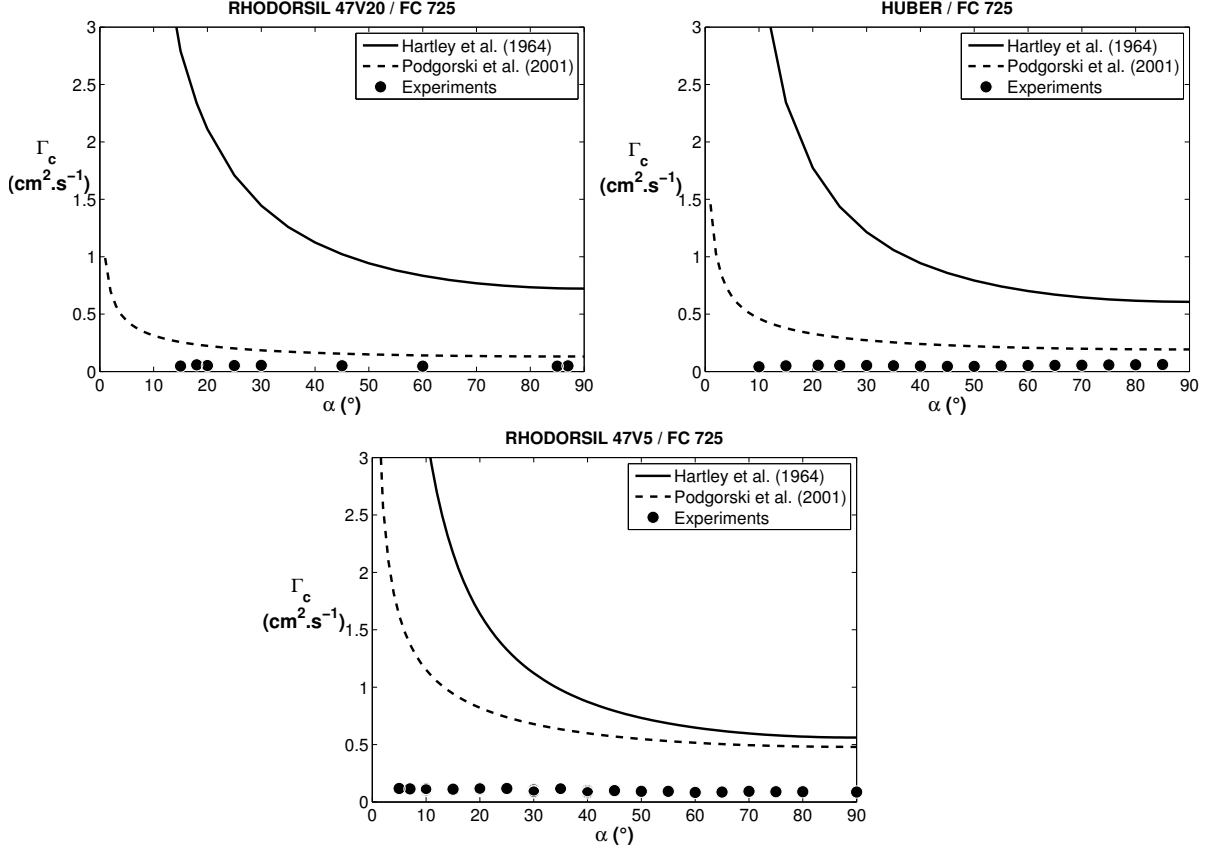 RHODORSIL 47V20 / FC 725
3
2.5
2
1.5
1
0.5
0
Γc
(cm².s⁻¹)
Hartley et al. (1964)
Podgorski et al. (2001)
Experiments
0 10 20 30 40 50 60 70 80 90
α (°)
HUBER / FC 725
3
2.5
2
1.5
1
0.5
0
Γc
(cm².s⁻¹)
Hartley et al. (1964)
Podgorski et al. (2001)
Experiments
0 10 20 30 40 50 60 70 80 90
α (°)
RHODORSIL 47V5 / FC 725
3
2.5
2
1.5
1
0.5
0
Γc
(cm².s⁻¹)
Hartley et al. (1964)
Podgorski et al. (2001)
Experiments
0 10 20 30 40 50 60 70 80 90
α (°)